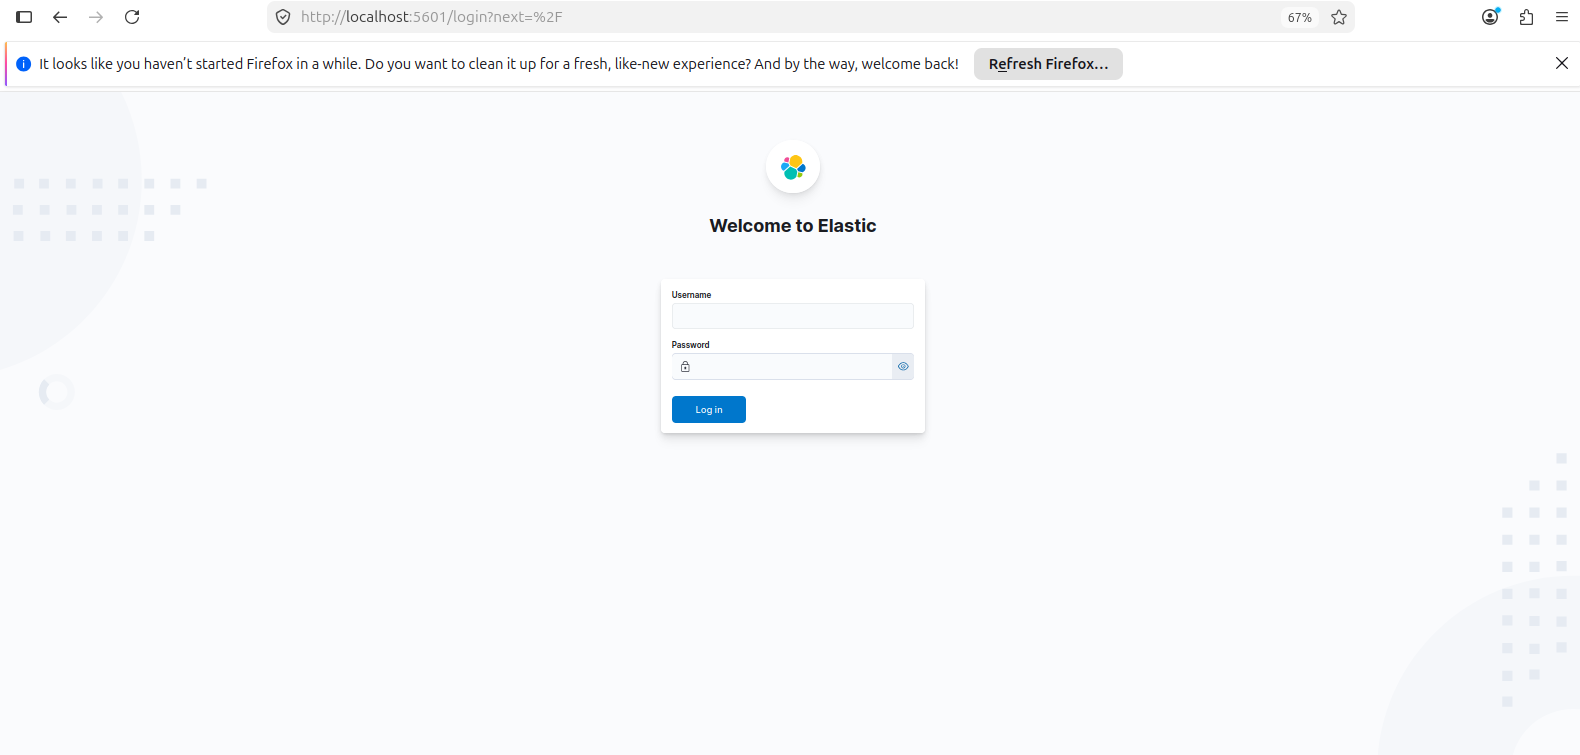 http://localhost:5601/login?next=%2F
67%
It looks like you haven't started Firefox in a while. Do you want to clean it up for a fresh, like-new experience? And by the way, welcome back!
Refresh Firefox...
Welcome to Elastic
Username
Password
Log in